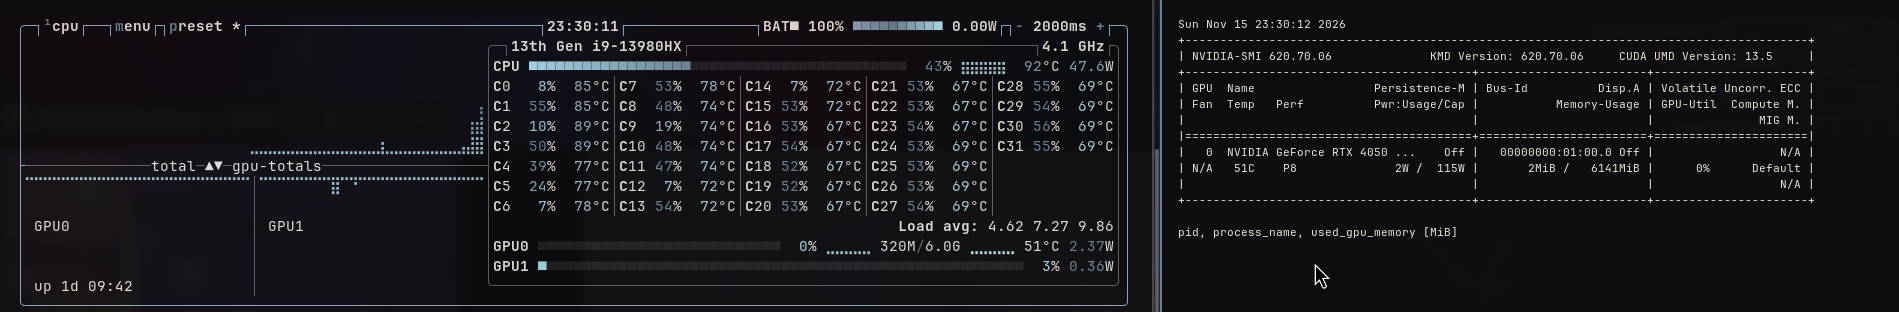 ¹cpu menu preset * 23:30:11 BAT■ 100% 0.00W - 2000ms +
13th Gen i9-13980HX 4.1 GHz
CPU 43% 92°C 47.6W
C0 8% 85°C C7 53% 78°C C14 7% 72°C C21 53% 67°C C28 55% 69°C
C1 55% 85°C C8 48% 74°C C15 53% 72°C C22 53% 67°C C29 54% 69°C
C2 10% 89°C C9 19% 74°C C16 53% 67°C C23 54% 67°C C30 56% 69°C
C3 50% 89°C C10 48% 74°C C17 54% 67°C C24 53% 69°C C31 55% 69°C
total ▲▼ gpu-totals
C4 39% 77°C C11 47% 74°C C18 52% 67°C C25 53% 69°C
C5 24% 77°C C12 7% 72°C C19 52% 67°C C26 53% 69°C
C6 7% 78°C C13 54% 72°C C20 53% 67°C C27 54% 69°C
GPU0 GPU1
Load avg: 4.62 7.27 9.86
GPU0 0% 320M/6.0G 51°C 2.37W
GPU1 3% 0.36W
up 1d 09:42
Sun Nov 15 23:30:12 2026
+-----------------------------------------------------------------------------------------+
| NVIDIA-SMI 620.70.06 KMD Version: 620.70.06 CUDA UMD Version: 13.5 |
+-----------------------------------------+------------------------+----------------------+
| GPU Name Persistence-M | Bus-Id Disp.A | Volatile Uncorr. ECC |
| Fan Temp Perf Pwr:Usage/Cap | Memory-Usage | GPU-Util Compute M. |
| | | MIG M. |
|=========================================+========================+======================|
| 0 NVIDIA GeForce RTX 4050 ... Off | 00000000:01:00.0 Off | N/A |
| N/A 51C P8 2W / 115W | 2MiB / 6141MiB | 0% Default |
| | | N/A |
+-----------------------------------------+------------------------+----------------------+
pid, process_name, used_gpu_memory [MiB]